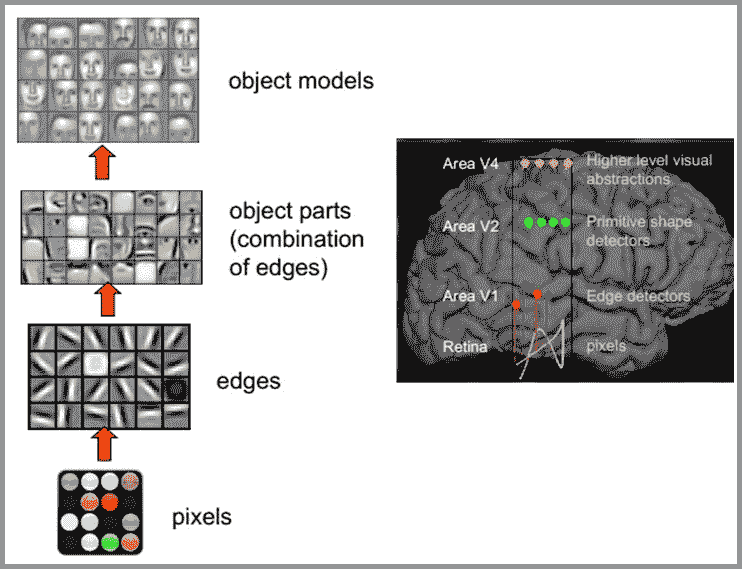 object models
object parts
(combination
of edges)
edges
pixels
Area V4
Higher level visual
abstractions
Area V2
Primitive shape
detectors
Area V1
Edge detectors
Retina
pixels